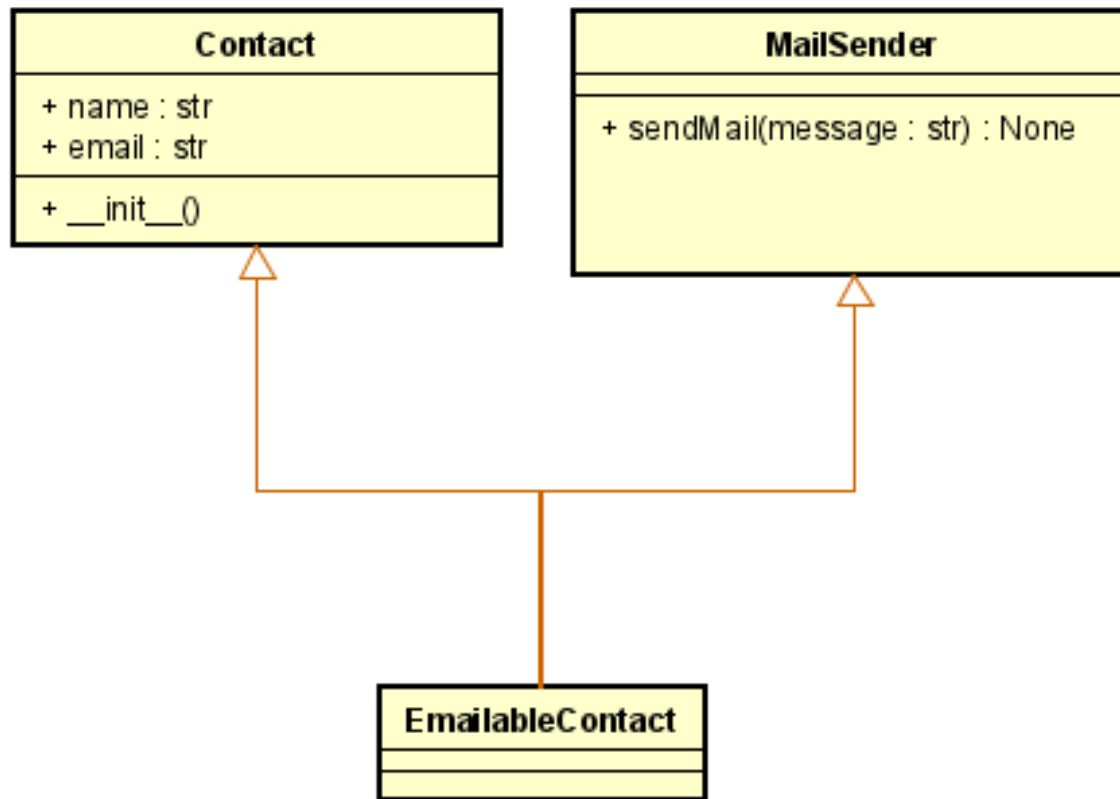 Contact
+ name : str
+ email : str
+ __init__()
MailSender
+ sendMail(message : str) : None
EmailableContact